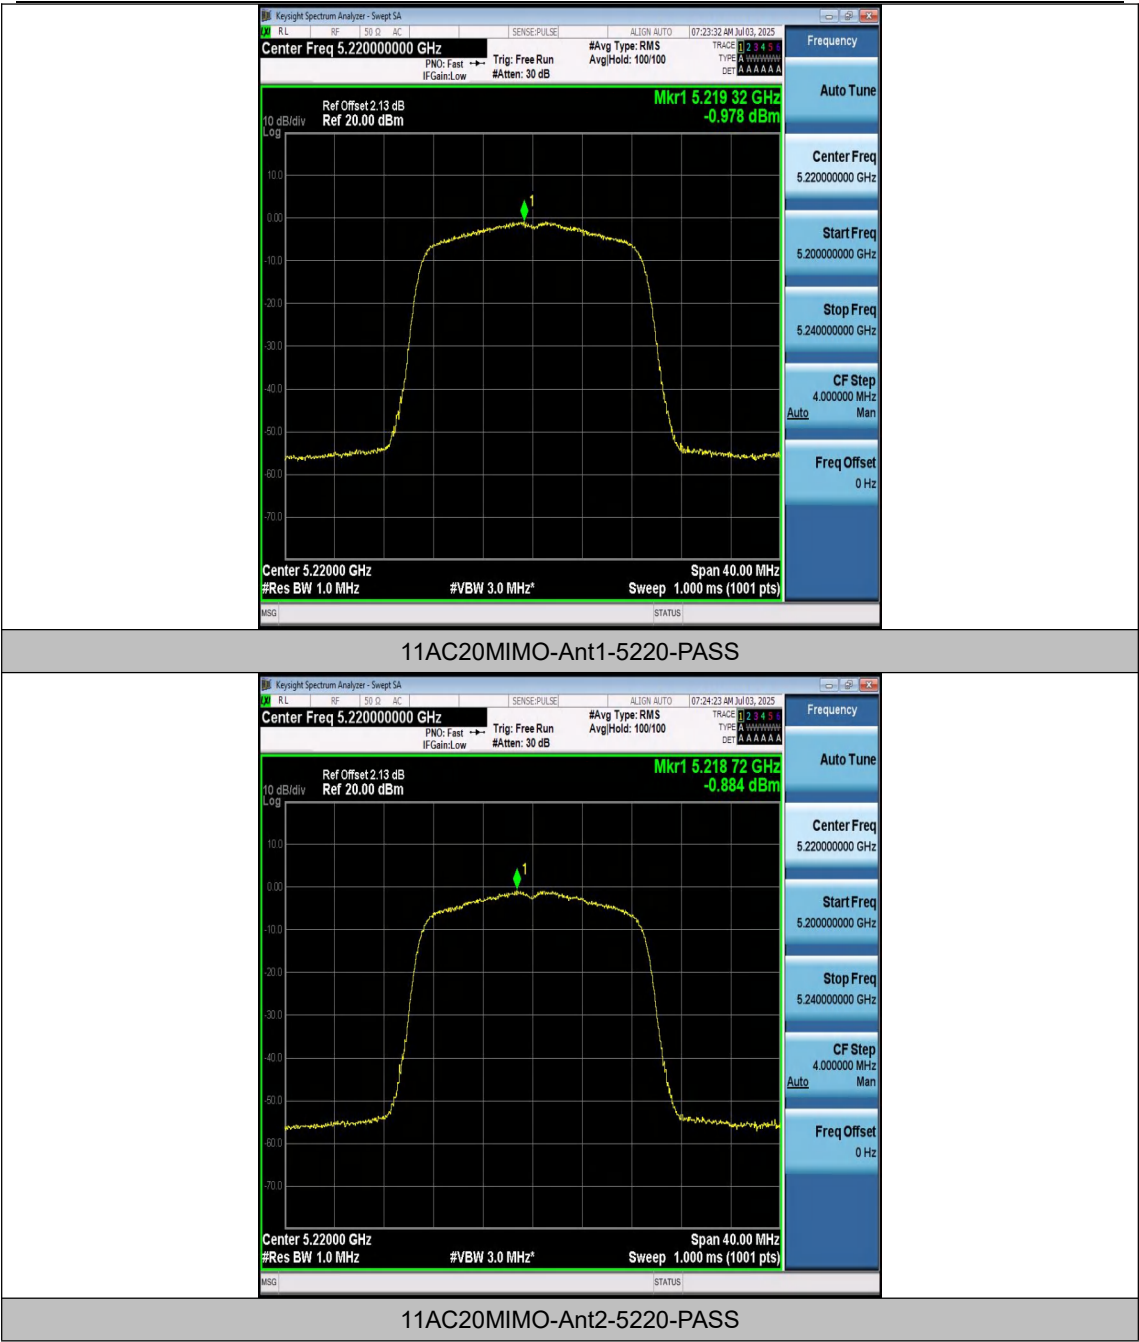 Keysight Spectrum Analyzer - Swept SA
RL RF 50 Ω AC SENSE:PULSE ALIGN AUTO 07:23:32 AM Jul 03, 2025
Center Freq 5.220000000 GHz
#Avg Type: RMS
TRACE 1 2 3 4 5 6
PNO: Fast Trig: Free Run Avg|Hold: 100/100
TYPE A WWWWW
IFGain:Low #Atten: 30 dB
DET A A A A A A
Frequency
Mkr1 5.219 32 GHz
-0.978 dBm
Ref Offset 2.13 dB
10 dB/div Ref 20.00 dBm
Log
1
10.0
0.00
-10.0
-20.0
-30.0
-40.0
-50.0
-60.0
-70.0
Center 5.22000 GHz Span 40.00 MHz
#Res BW 1.0 MHz #VBW 3.0 MHz* Sweep 1.000 ms (1001 pts)
Auto Tune
Center Freq
5.220000000 GHz
Start Freq
5.200000000 GHz
Stop Freq
5.240000000 GHz
CF Step
4.000000 MHz
Auto Man
Freq Offset
0 Hz
MSG STATUS
11AC20MIMO-Ant1-5220-PASS
Keysight Spectrum Analyzer - Swept SA
RL RF 50 Ω AC SENSE:PULSE ALIGN AUTO 07:24:23 AM Jul 03, 2025
Center Freq 5.220000000 GHz
#Avg Type: RMS
TRACE 1 2 3 4 5 6
PNO: Fast Trig: Free Run Avg|Hold: 100/100
TYPE A WWWWW
IFGain:Low #Atten: 30 dB
DET A A A A A A
Frequency
Mkr1 5.218 72 GHz
-0.884 dBm
Ref Offset 2.13 dB
10 dB/div Ref 20.00 dBm
Log
1
10.0
0.00
-10.0
-20.0
-30.0
-40.0
-50.0
-60.0
-70.0
Center 5.22000 GHz Span 40.00 MHz
#Res BW 1.0 MHz #VBW 3.0 MHz* Sweep 1.000 ms (1001 pts)
Auto Tune
Center Freq
5.220000000 GHz
Start Freq
5.200000000 GHz
Stop Freq
5.240000000 GHz
CF Step
4.000000 MHz
Auto Man
Freq Offset
0 Hz
MSG STATUS
11AC20MIMO-Ant2-5220-PASS